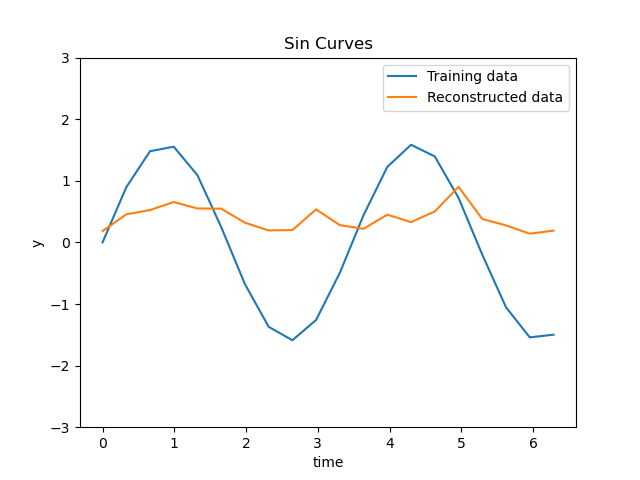 Sin Curves
Training data
Reconstructed data
3
2
1
0
−1
−2
−3
y
0 1 2 3 4 5 6
time